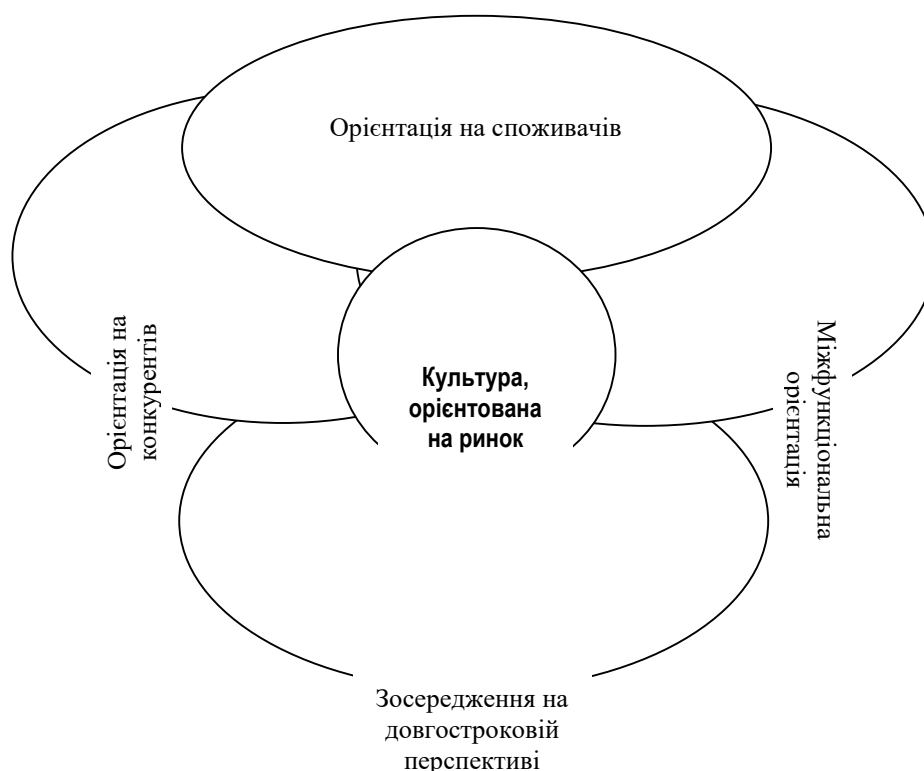 Орієнтація на споживачів
Орієнтація на
конкурентів
Культура,
орієнтована
на ринок
Міжфункціональна
орієнтація
Зосередження на
довгостроковій
перспективі